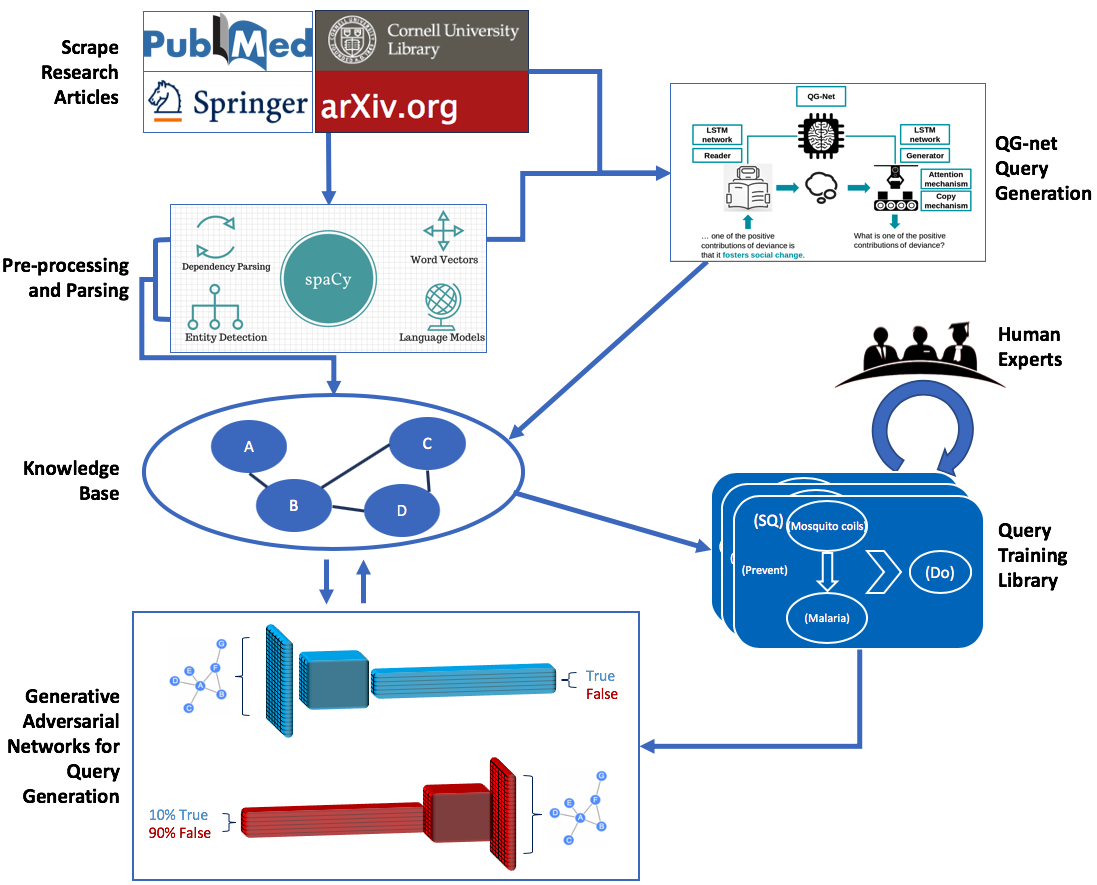 Scrape
Research
Articles
PubMed
Cornell University
Library
Springer
arXiv.org
QG-Net
LSTM
network
Reader
LSTM
network
Generator
Attention
mechanism
Copy
mechanism
... one of the positive
contributions of deviance is
that it fosters social change.
What is one of the positive
contributions of deviance?
QG-net
Query
Generation
Pre-processing
and Parsing
Dependency Parsing
Word Vectors
spaCy
Entity Detection
Language Models
Human
Experts
Knowledge
Base
A
B
C
D
(SQ)
(Mosquito coils)
(Prevent)
(Malaria)
(Do)
Query
Training
Library
Generative
Adversarial
Networks for
Query
Generation
G
E
F
D
A
B
C
True
False
10% True
90% False
G
E
F
D
A
B
C